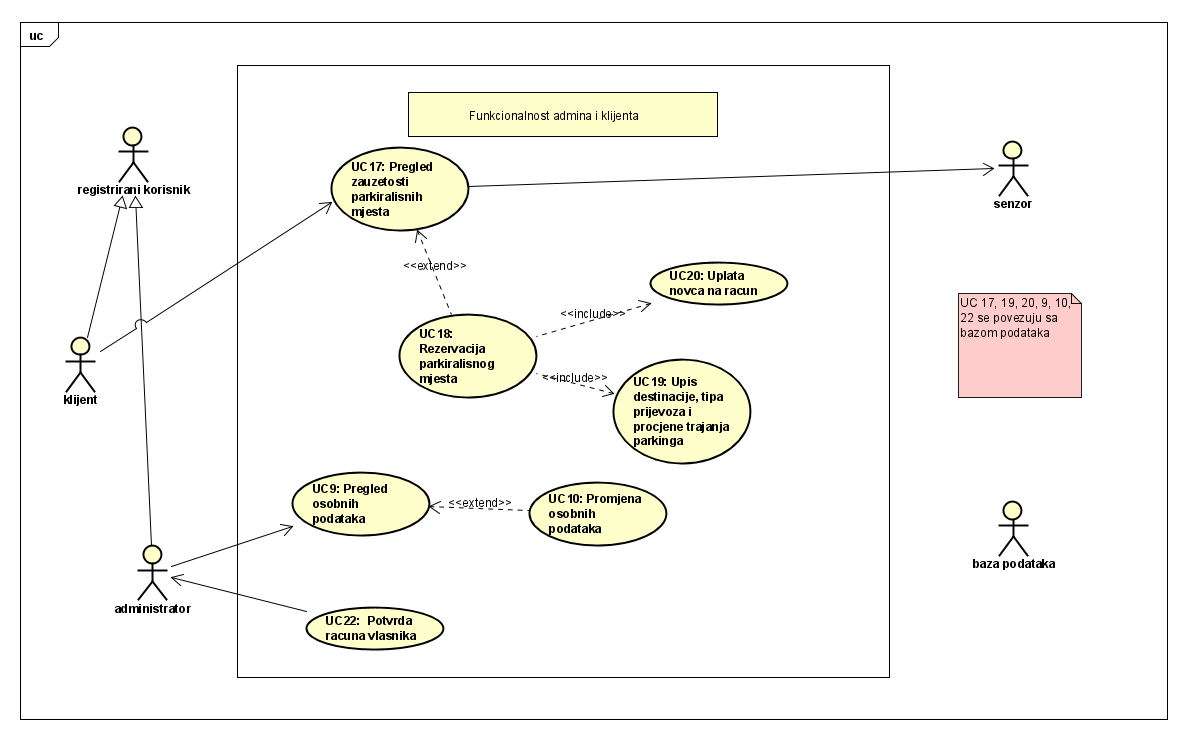 uc
Funkcionalnost admina i klijenta
registrirani korisnik
UC17: Pregled
zauzetosti
parkiralisnih
mjesta
senzor
<<extend>>
UC20: Uplata
novca na racun
<<include>>
UC 17, 19, 20, 9, 10,
22 se povezuju sa
bazom podataka
UC18:
Rezervacija
parkiralisnog
mjesta
klijent
<<include>>
UC19: Upis
destinacije, tipa
prijevoza i
procjene trajanja
parkinga
UC9: Pregled
osobnih
podataka
<<extend>>
UC10: Promjena
osobnih
podataka
baza podataka
administrator
UC22: Potvrda
racuna vlasnika